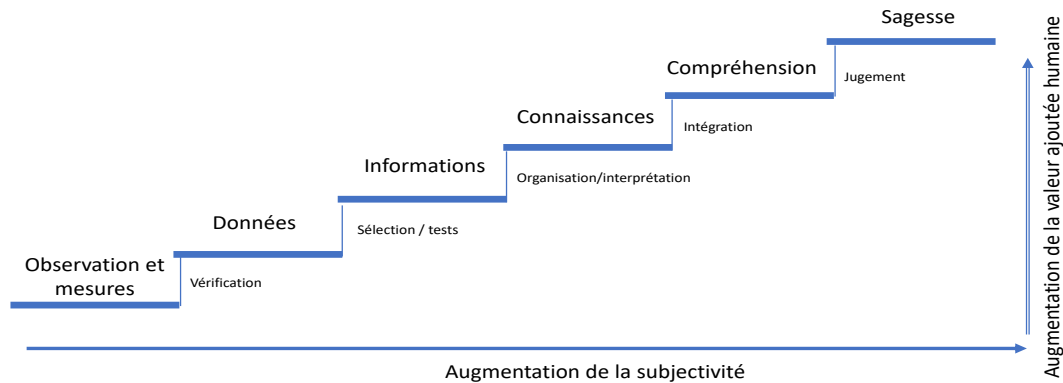 Sagesse
Compréhension
Jugement
Connaissances
Intégration
Informations
Organisation/interprétation
Données
Sélection / tests
Observation et
mesures
Vérification
Augmentation de la subjectivité
Augmentation de la valeur ajoutée humaine